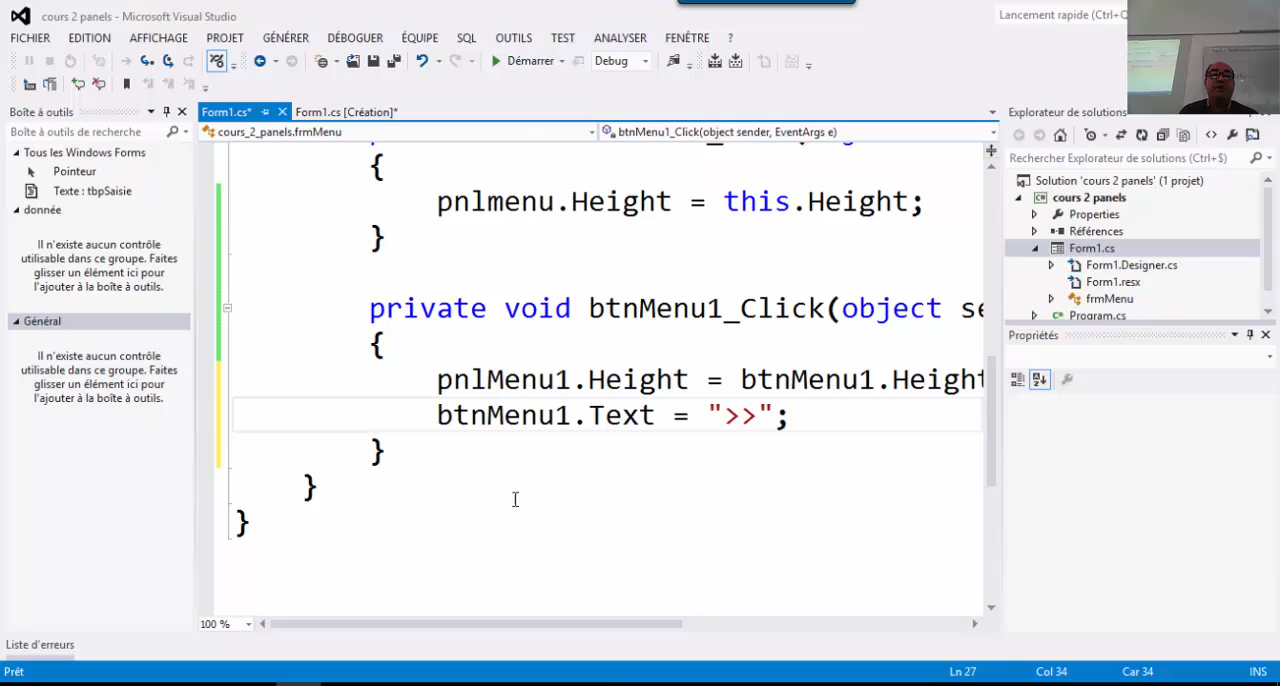 cours 2 panels - Microsoft Visual Studio
Lancement rapide (Ctrl+Q
FICHIER EDITION AFFICHAGE PROJET GÉNÉRER DÉBOGUER ÉQUIPE SQL OUTILS TEST ANALYSER FENÊTRE ?
Démarrer Debug
Boîte à outils
Boîte à outils de recherche
Tous les Windows Forms
Pointeur
Texte : tbpSaisie
donnée
Il n'existe aucun contrôle
utilisable dans ce groupe. Faites
glisser un élément ici pour
l'ajouter à la boîte à outils.
Général
Il n'existe aucun contrôle
utilisable dans ce groupe. Faites
glisser un élément ici pour
l'ajouter à la boîte à outils.
Form1.cs* Form1.cs [Création]*
cours_2_panels.frmMenu btnMenu1_Click(object sender, EventArgs e)
{
pnlmenu.Height = this.Height;
}
private void btnMenu1_Click(object se
{
pnlMenu1.Height = btnMenu1.Height
btnMenu1.Text = ">>";
}
}
}
100 %
Explorateur de solutions
Rechercher Explorateur de solutions (Ctrl+$)
Solution 'cours 2 panels' (1 projet)
cours 2 panels
Properties
Références
Form1.cs
Form1.Designer.cs
Form1.resx
frmMenu
Program.cs
Propriétés
Liste d'erreurs
Prêt Ln 27 Col 34 Car 34 INS